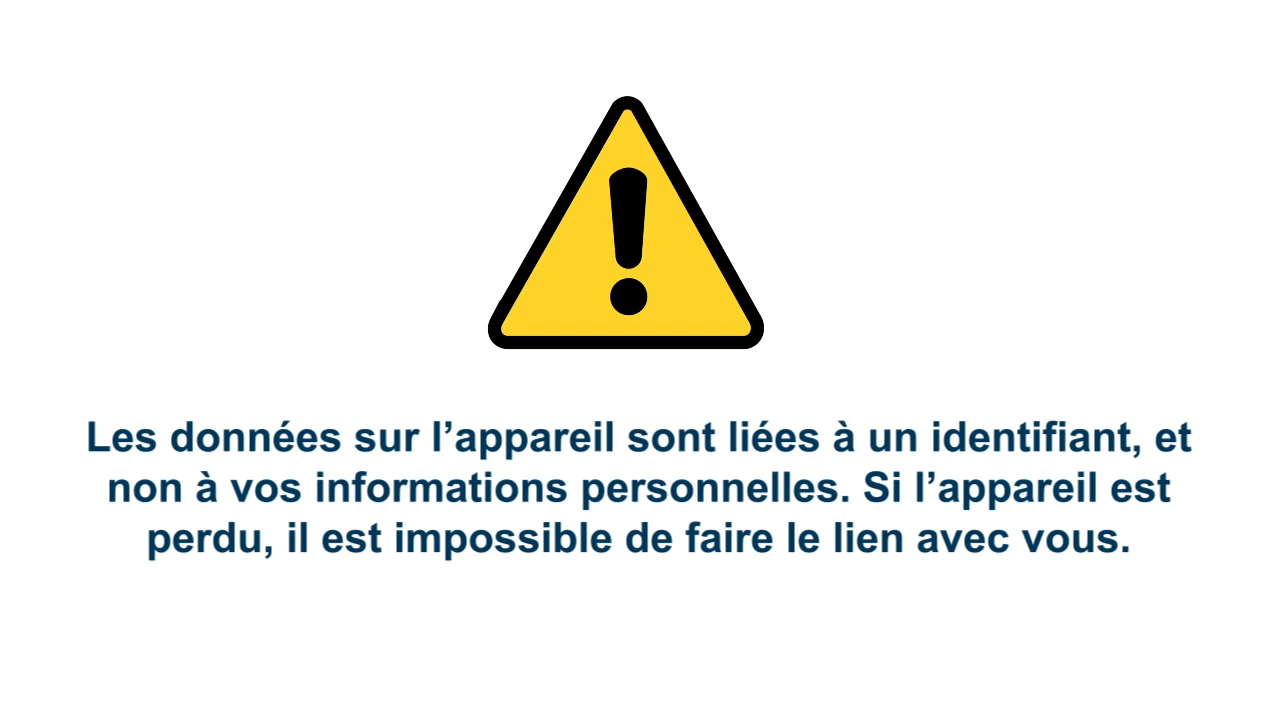 Les données sur l’appareil sont liées à un identifiant, et
non à vos informations personnelles. Si l’appareil est
perdu, il est impossible de faire le lien avec vous.